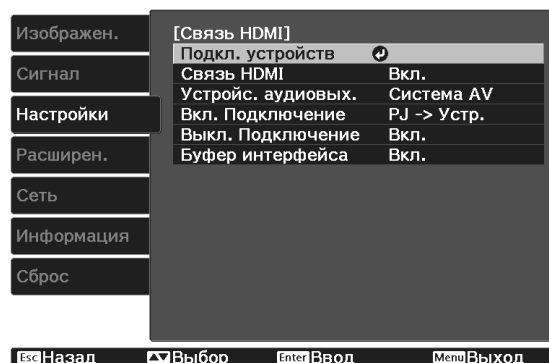 Изображен.
Сигнал
Настройки
Расширен.
Сеть
Информация
Сброс
[Связь HDMI]
Подкл. устройств
Связь HDMI Вкл.
Устройс. аудиовых. Система AV
Вкл. Подключение PJ -> Устр.
Выкл. Подключение Вкл.
Буфер интерфейса Вкл.
Esc Назад Выбор Enter Ввод Menu Выход